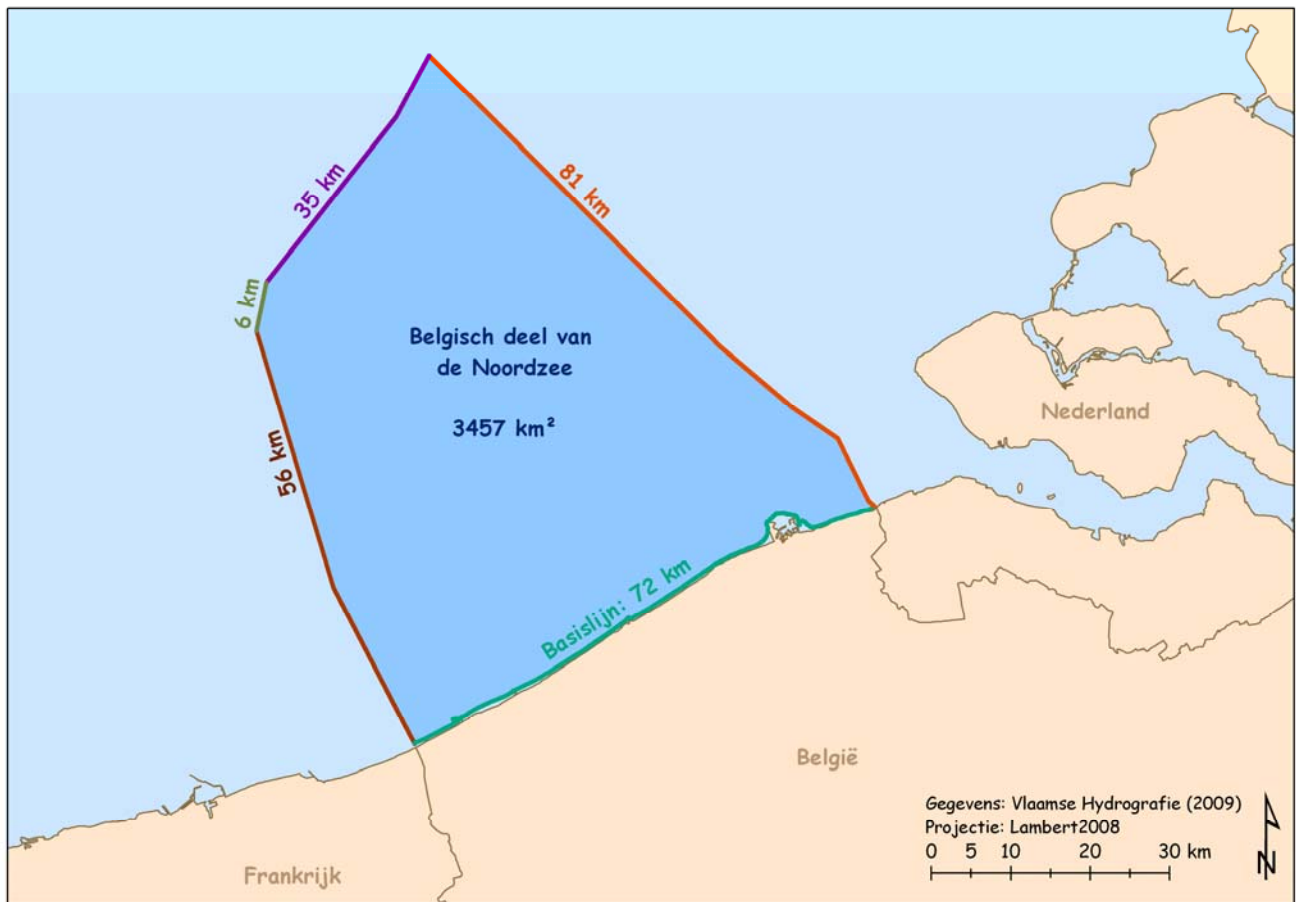 35 km
81 km
6 km
Belgisch deel van
de Noordzee
3457 km²
Nederland
56 km
Basislijn: 72 km
België
Gegevens: Vlaamse Hydrografie (2009)
Projectie: Lambert2008
0 5 10 20 30 km
N
Frankrijk